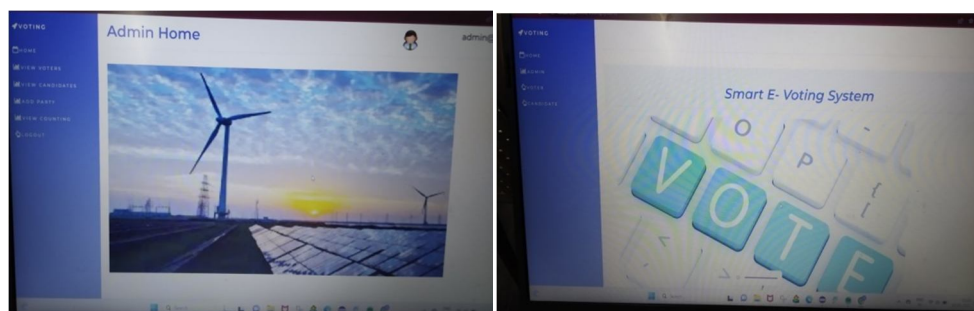 VOTING
Admin Home
admin@
HOME
VIEW VOTERS
VIEW CANDIDATES
ADD PARTY
VIEW COUNTING
LOGOUT
VOTING
HOME
ADMIN
VOTER
CANDIDATE
Smart E- Voting System
O
P
{
[
V
O
T
E